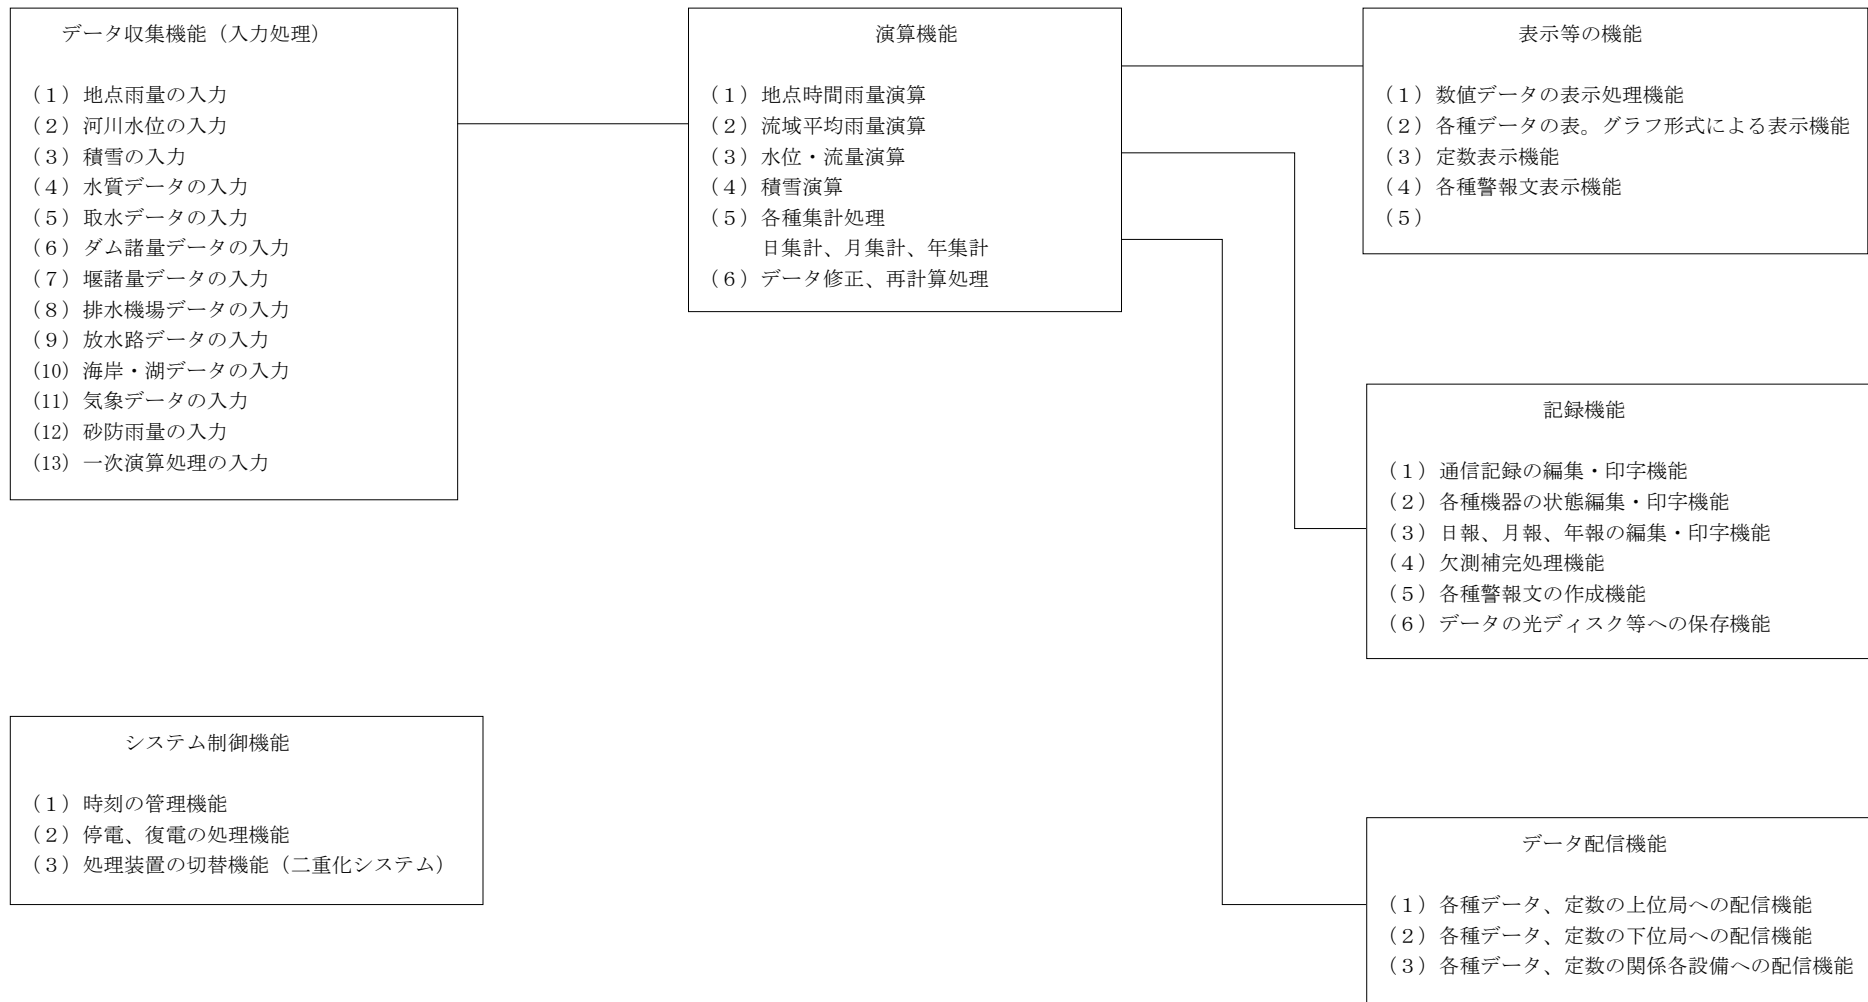 データ収集機能（入力処理）
（１）地点雨量の入力
（２）河川水位の入力
（３）積雪の入力
（４）水質データの入力
（５）取水データの入力
（６）ダム諸量データの入力
（７）堰諸量データの入力
（８）排水機場データの入力
（９）放水路データの入力
(10) 海岸・湖データの入力
(11) 気象データの入力
(12) 砂防雨量の入力
(13) 一次演算処理の入力
演算機能
（１）地点時間雨量演算
（２）流域平均雨量演算
（３）水位・流量演算
（４）積雪演算
（５）各種集計処理
日集計、月集計、年集計
（６）データ修正、再計算処理
表示等の機能
（１）数値データの表示処理機能
（２）各種データの表。グラフ形式による表示機能
（３）定数表示機能
（４）各種警報文表示機能
（５）
記録機能
（１）通信記録の編集・印字機能
（２）各種機器の状態編集・印字機能
（３）日報、月報、年報の編集・印字機能
（４）欠測補完処理機能
（５）各種警報文の作成機能
（６）データの光ディスク等への保存機能
システム制御機能
（１）時刻の管理機能
（２）停電、復電の処理機能
（３）処理装置の切替機能（二重化システム）
データ配信機能
（１）各種データ、定数の上位局への配信機能
（２）各種データ、定数の下位局への配信機能
（３）各種データ、定数の関係各設備への配信機能